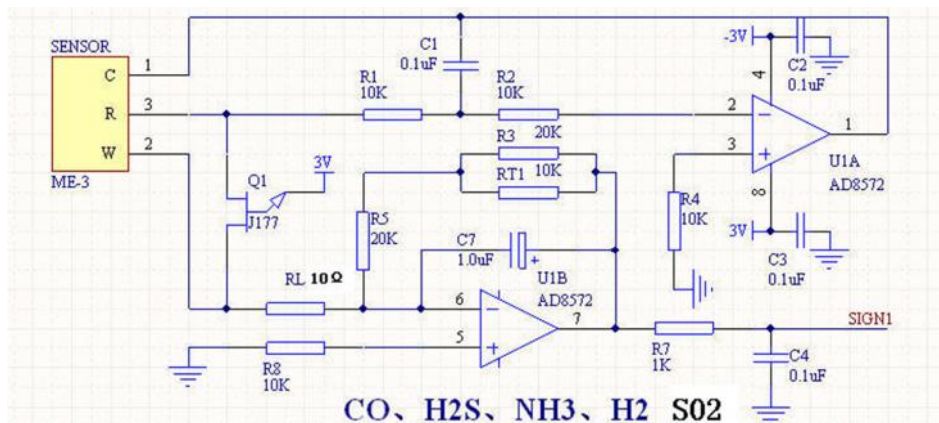 SENSOR
C 1
R 3
W 2
ME-3
C1
0.1uF
R1
10K
R2
10K
20K
R3
10K
RT1
-3V
4
C2
0.1uF
2
3
1
U1A
AD8572
8
R4
10K
3V
C3
0.1uF
Q1
3V
J177
R5
20K
C7
1.0uF
+
U1B
AD8572
RL 10Ω
6
5
7
R8
10K
R7
1K
SIGN1
C4
0.1uF
CO、H2S、NH3、H2 SO2